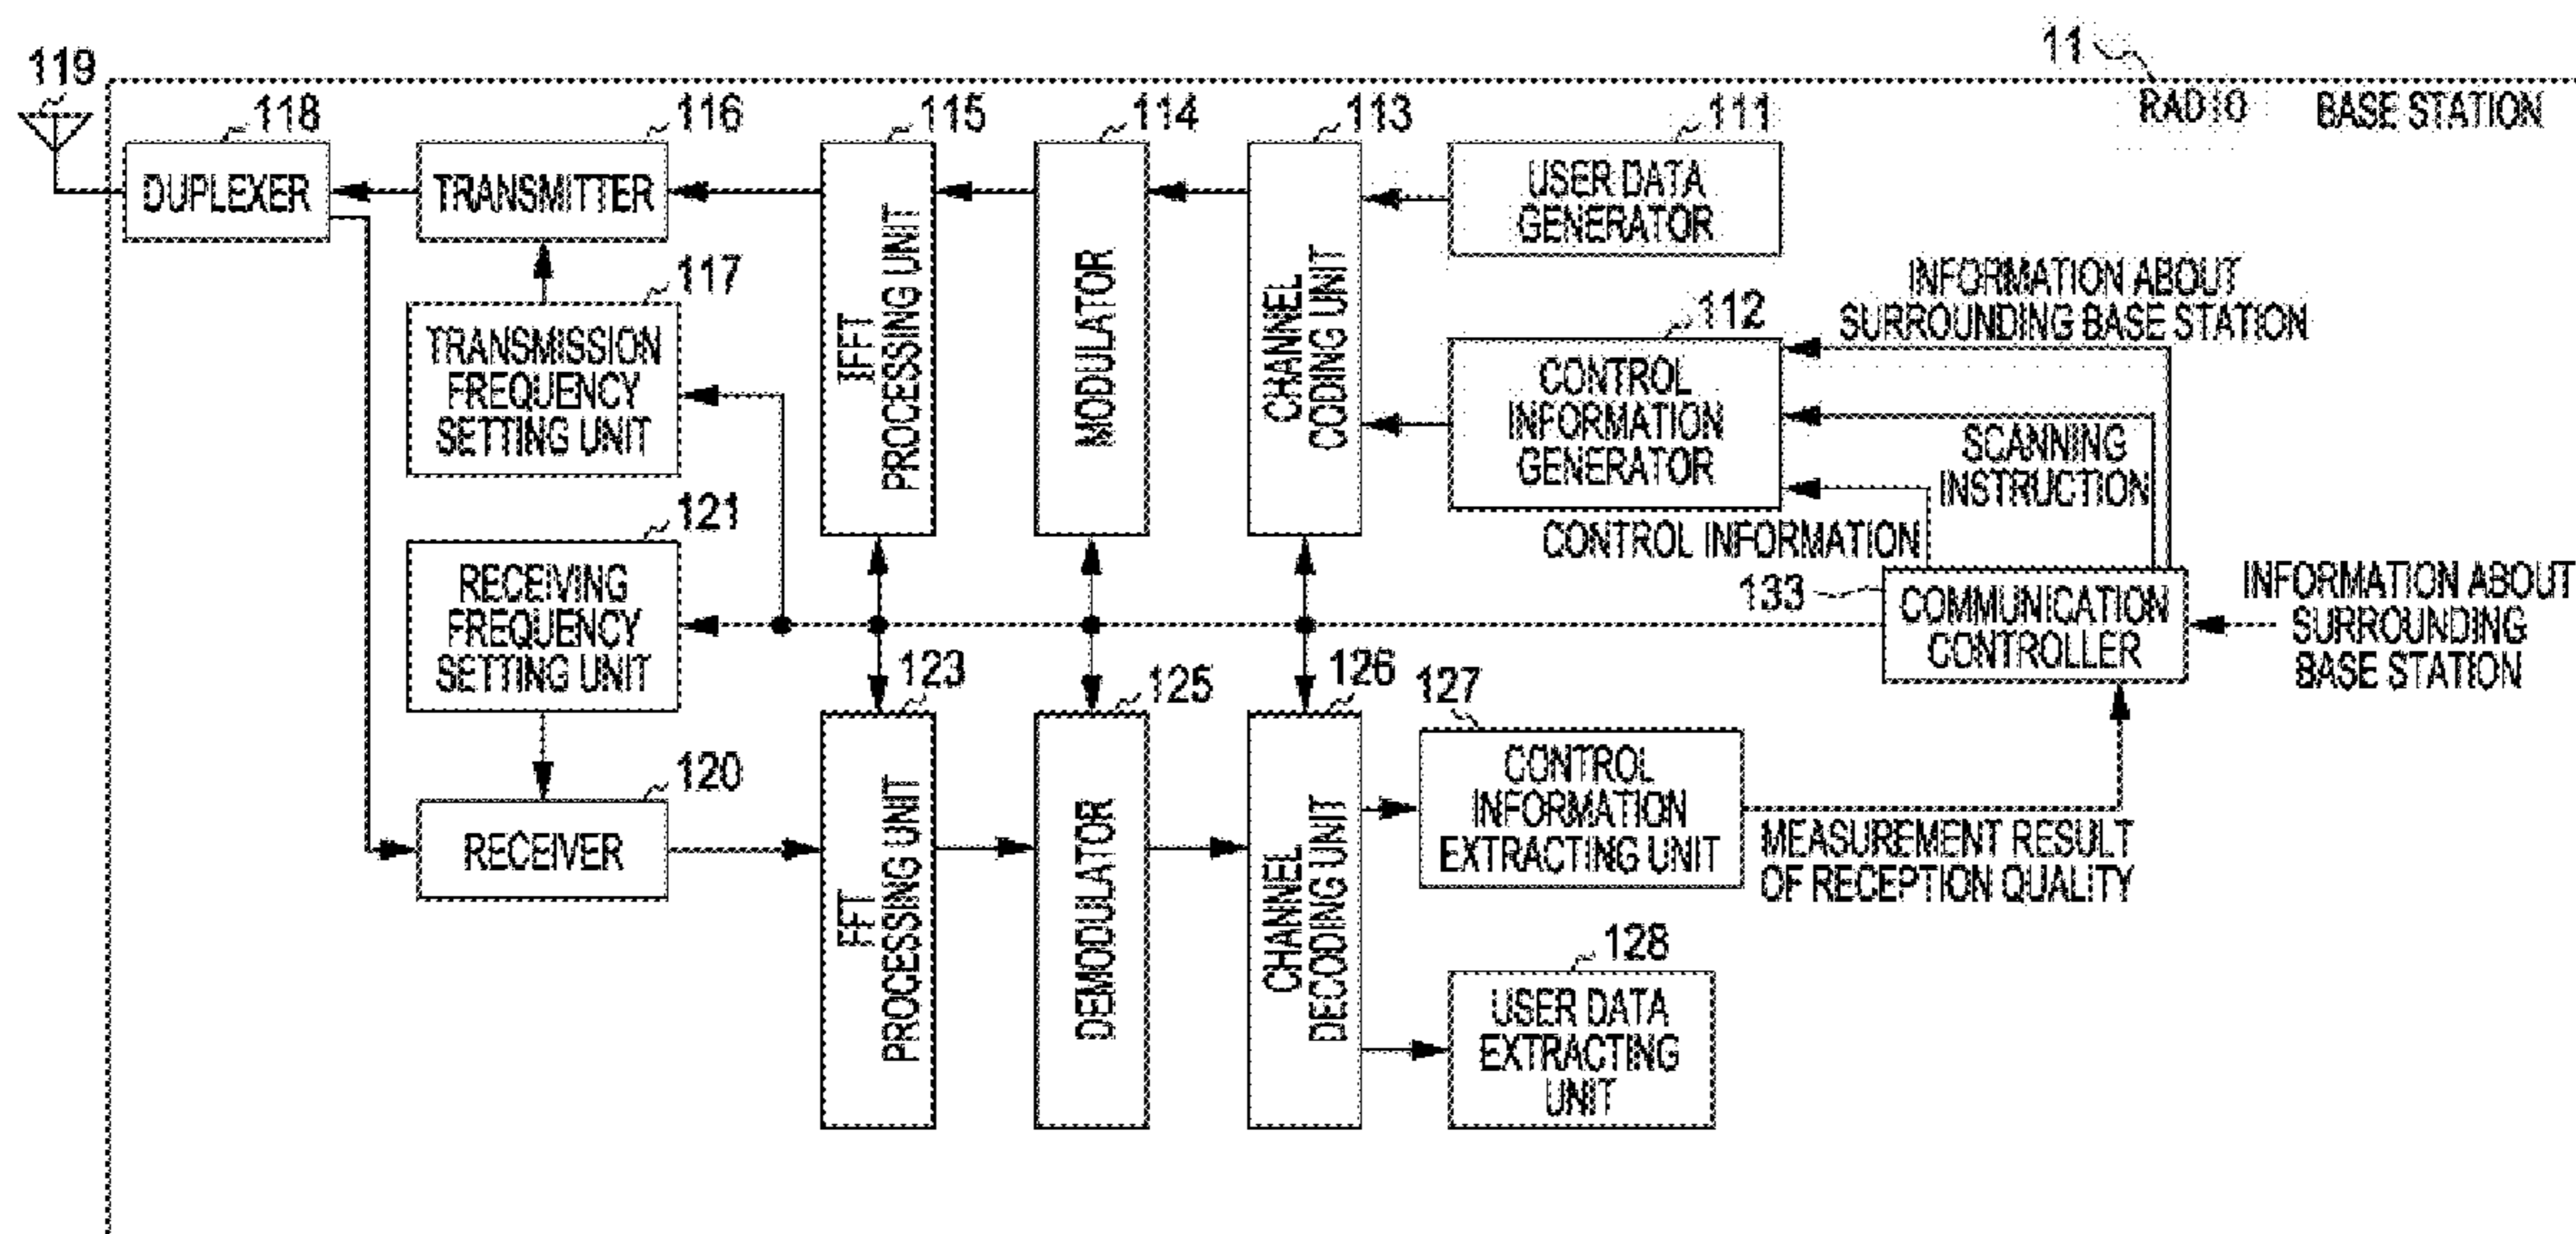 11
RADIO BASE STATION
119
118
DUPLEXER
116
TRANSMITTER
115
IFFT
PROCESSING UNIT
114
MODULATOR
113
CHANNEL
CODING UNIT
111
USER DATA
GENERATOR
117
TRANSMISSION
FREQUENCY
SETTING UNIT
112
CONTROL
INFORMATION
GENERATOR
INFORMATION ABOUT
SURROUNDING BASE STATION
SCANNING
INSTRUCTION
CONTROL INFORMATION
121
RECEIVING
FREQUENCY
SETTING UNIT
133
COMMUNICATION
CONTROLLER
INFORMATION ABOUT
SURROUNDING
BASE STATION
120
RECEIVER
123
FFT
PROCESSING UNIT
125
DEMODULATOR
126
CHANNEL
DECODING UNIT
127
CONTROL
INFORMATION
EXTRACTING UNIT
MEASUREMENT RESULT
OF RECEPTION QUALITY
128
USER DATA
EXTRACTING
UNIT